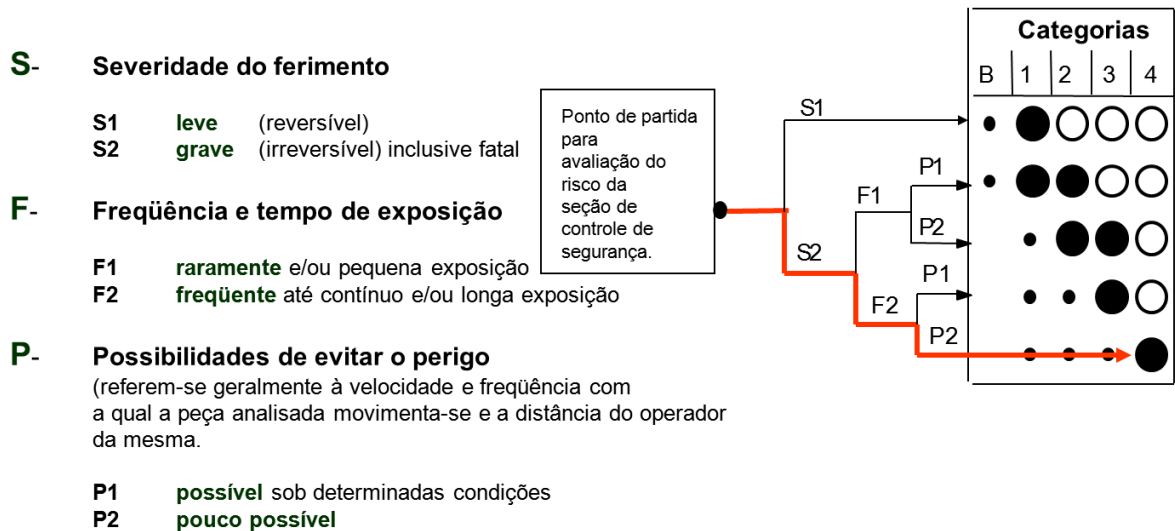 S- Severidade do ferimento
S1 leve (reversível)
S2 grave (irreversível) inclusive fatal
F- Freqüência e tempo de exposição
F1 raramente e/ou pequena exposição
F2 freqüente até contínuo e/ou longa exposição
P- Possibilidades de evitar o perigo
(referem-se geralmente à velocidade e freqüência com
a qual a peça analisada movimenta-se e a distância do operador
da mesma.
P1 possível sob determinadas condições
P2 pouco possível
Ponto de partida
para
avaliação do
risco da
seção de
controle de
segurança.
S1
S2
F1
F2
P1
P2
P1
P2
Categorias
B 1 2 3 4